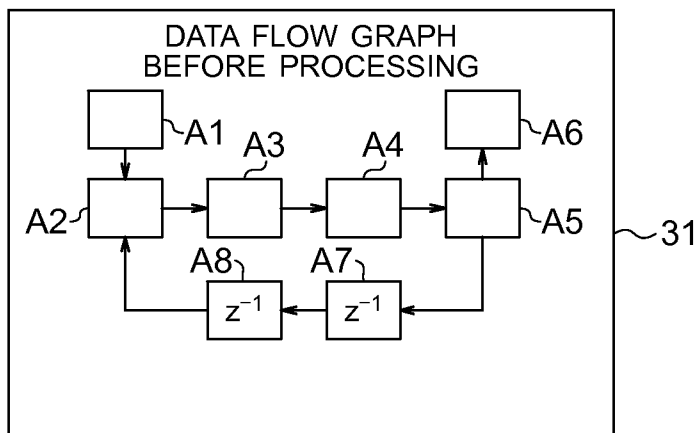 DATA FLOW GRAPH
BEFORE PROCESSING
A1
A6
A3
A4
A2
A5
31
A8
A7
z⁻¹
z⁻¹